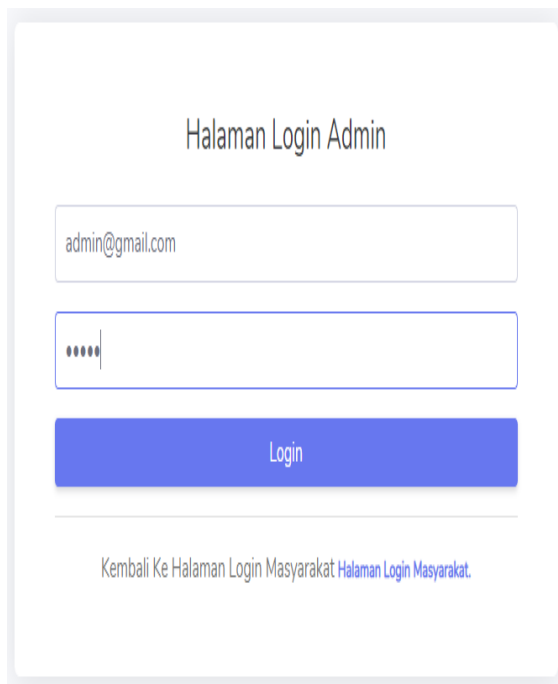 Halaman Login Admin
admin@gmail.com
•••••
Login
Kembali Ke Halaman Login Masyarakat Halaman Login Masyarakat.